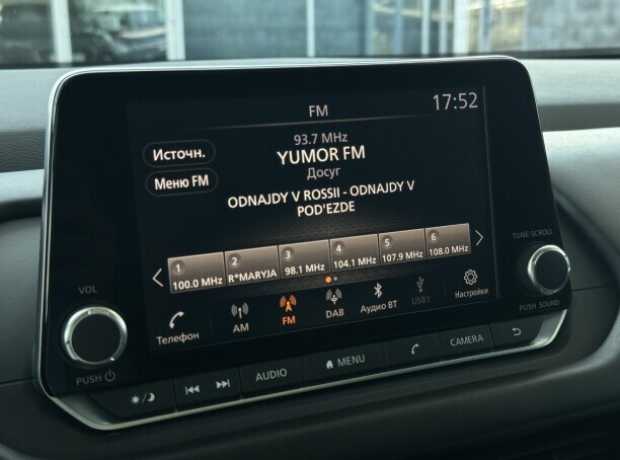 FM
17:52
93.7 MHz
Источн.
YUMOR FM
Меню FM
Досуг
ODNAJDY V ROSSII - ODNAJDY V
POD'EZDE
1 100.0 MHz
2 R*MARYJA
3 98.1 MHz
4 104.1 MHz
5 107.9 MHz
6 108.0 MHz
Телефон
AM
FM
DAB
Аудио BT
USB1
Настройки
VOL
PUSH
TUNE·SCROLL
PUSH SOUND
AUDIO
MENU
CAMERA